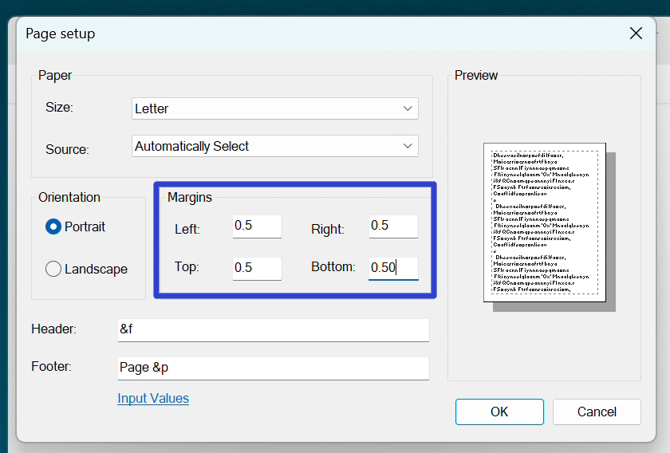 Page setup
Paper
Size: Letter
Source: Automatically Select
Orientation
Portrait
Landscape
Margins
Left: 0.5 Right: 0.5
Top: 0.5 Bottom: 0.50
Header: &f
Footer: Page &p
Input Values
Preview
OK Cancel